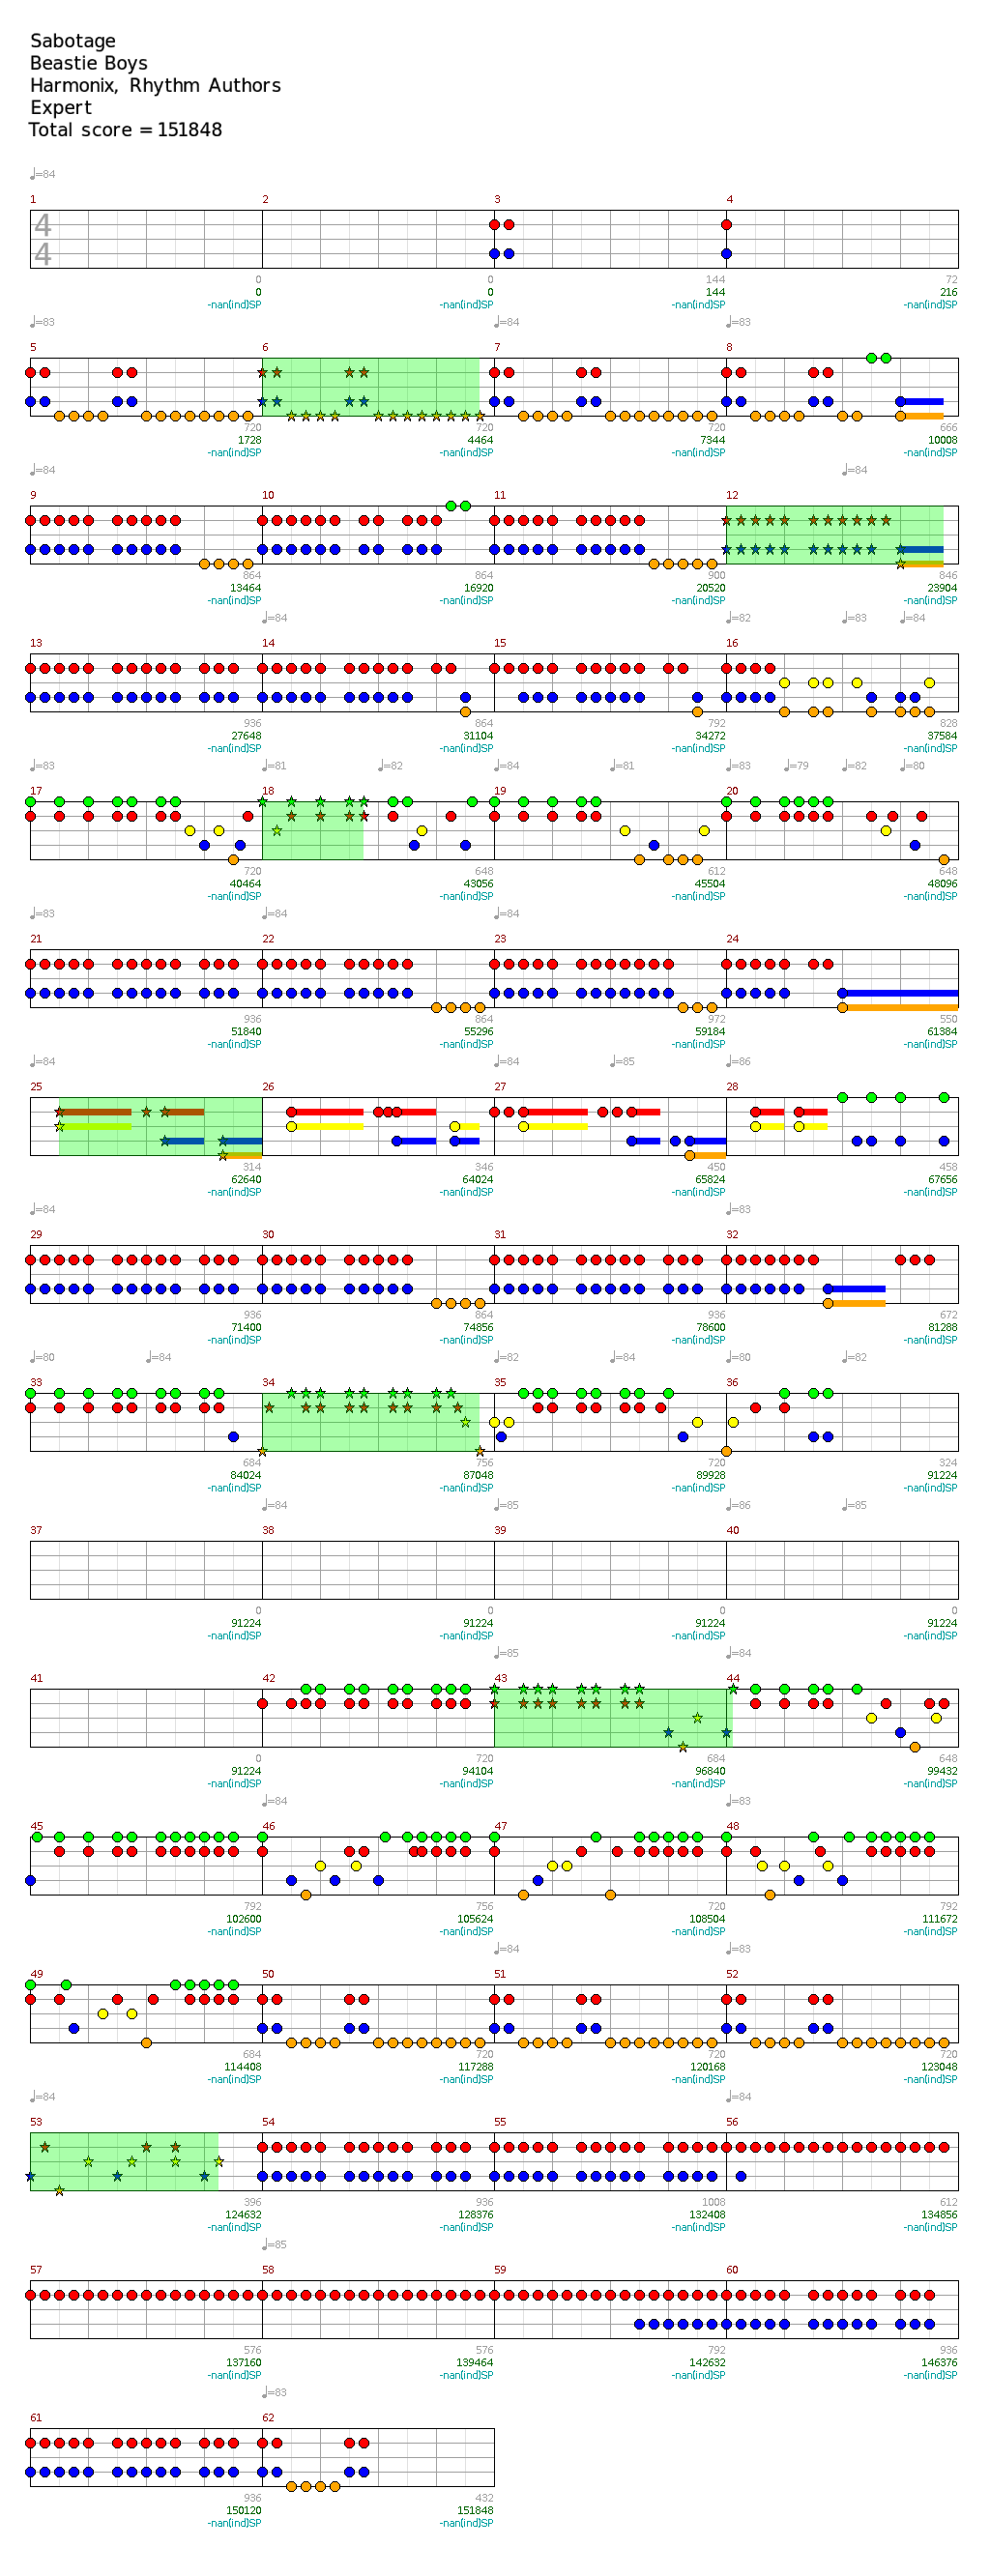 Sabotage
Beastie Boys
Harmonix, Rhythm Authors
Expert
Total score = 151848
♩=84
1 2 3 4
4
4
0 0 144 72
0 0 144 216
-nan(ind)SP -nan(ind)SP -nan(ind)SP -nan(ind)SP
♩=83 ♩=84 ♩=83
5 6 7 8
720 720 720 666
1728 4464 7344 10008
-nan(ind)SP -nan(ind)SP -nan(ind)SP -nan(ind)SP
♩=84 ♩=84
9 10 11 12
864 864 900 846
13464 16920 20520 23904
-nan(ind)SP -nan(ind)SP -nan(ind)SP -nan(ind)SP
♩=84 ♩=82 ♩=83 ♩=84
13 14 15 16
936 864 792 828
27648 31104 34272 37584
-nan(ind)SP -nan(ind)SP -nan(ind)SP -nan(ind)SP
♩=83 ♩=81 ♩=82 ♩=84 ♩=81 ♩=83 ♩=79 ♩=82 ♩=80
17 18 19 20
720 648 612 648
40464 43056 45504 48096
-nan(ind)SP -nan(ind)SP -nan(ind)SP -nan(ind)SP
♩=83 ♩=84 ♩=84
21 22 23 24
936 864 972 550
51840 55296 59184 61384
-nan(ind)SP -nan(ind)SP -nan(ind)SP -nan(ind)SP
♩=84 ♩=84 ♩=85 ♩=86
25 26 27 28
314 346 450 458
62640 64024 65824 67656
-nan(ind)SP -nan(ind)SP -nan(ind)SP -nan(ind)SP
♩=84 ♩=83
29 30 31 32
936 864 936 672
71400 74856 78600 81288
-nan(ind)SP -nan(ind)SP -nan(ind)SP -nan(ind)SP
♩=80 ♩=84 ♩=82 ♩=84 ♩=80 ♩=82
33 34 35 36
684 756 720 324
84024 87048 89928 91224
-nan(ind)SP -nan(ind)SP -nan(ind)SP -nan(ind)SP
♩=84 ♩=85 ♩=86 ♩=85
37 38 39 40
0 0 0 0
91224 91224 91224 91224
-nan(ind)SP -nan(ind)SP -nan(ind)SP -nan(ind)SP
♩=85 ♩=84
41 42 43 44
0 720 684 648
91224 94104 96840 99432
-nan(ind)SP -nan(ind)SP -nan(ind)SP -nan(ind)SP
♩=84 ♩=83
45 46 47 48
792 756 720 792
102600 105624 108504 111672
-nan(ind)SP -nan(ind)SP -nan(ind)SP -nan(ind)SP
♩=84 ♩=83
49 50 51 52
684 720 720 720
114408 117288 120168 123048
-nan(ind)SP -nan(ind)SP -nan(ind)SP -nan(ind)SP
♩=84 ♩=84
53 54 55 56
396 936 1008 612
124632 128376 132408 134856
-nan(ind)SP -nan(ind)SP -nan(ind)SP -nan(ind)SP
♩=85
57 58 59 60
576 576 792 936
137160 139464 142632 146376
-nan(ind)SP -nan(ind)SP -nan(ind)SP -nan(ind)SP
♩=83
61 62
936 432
150120 151848
-nan(ind)SP -nan(ind)SP